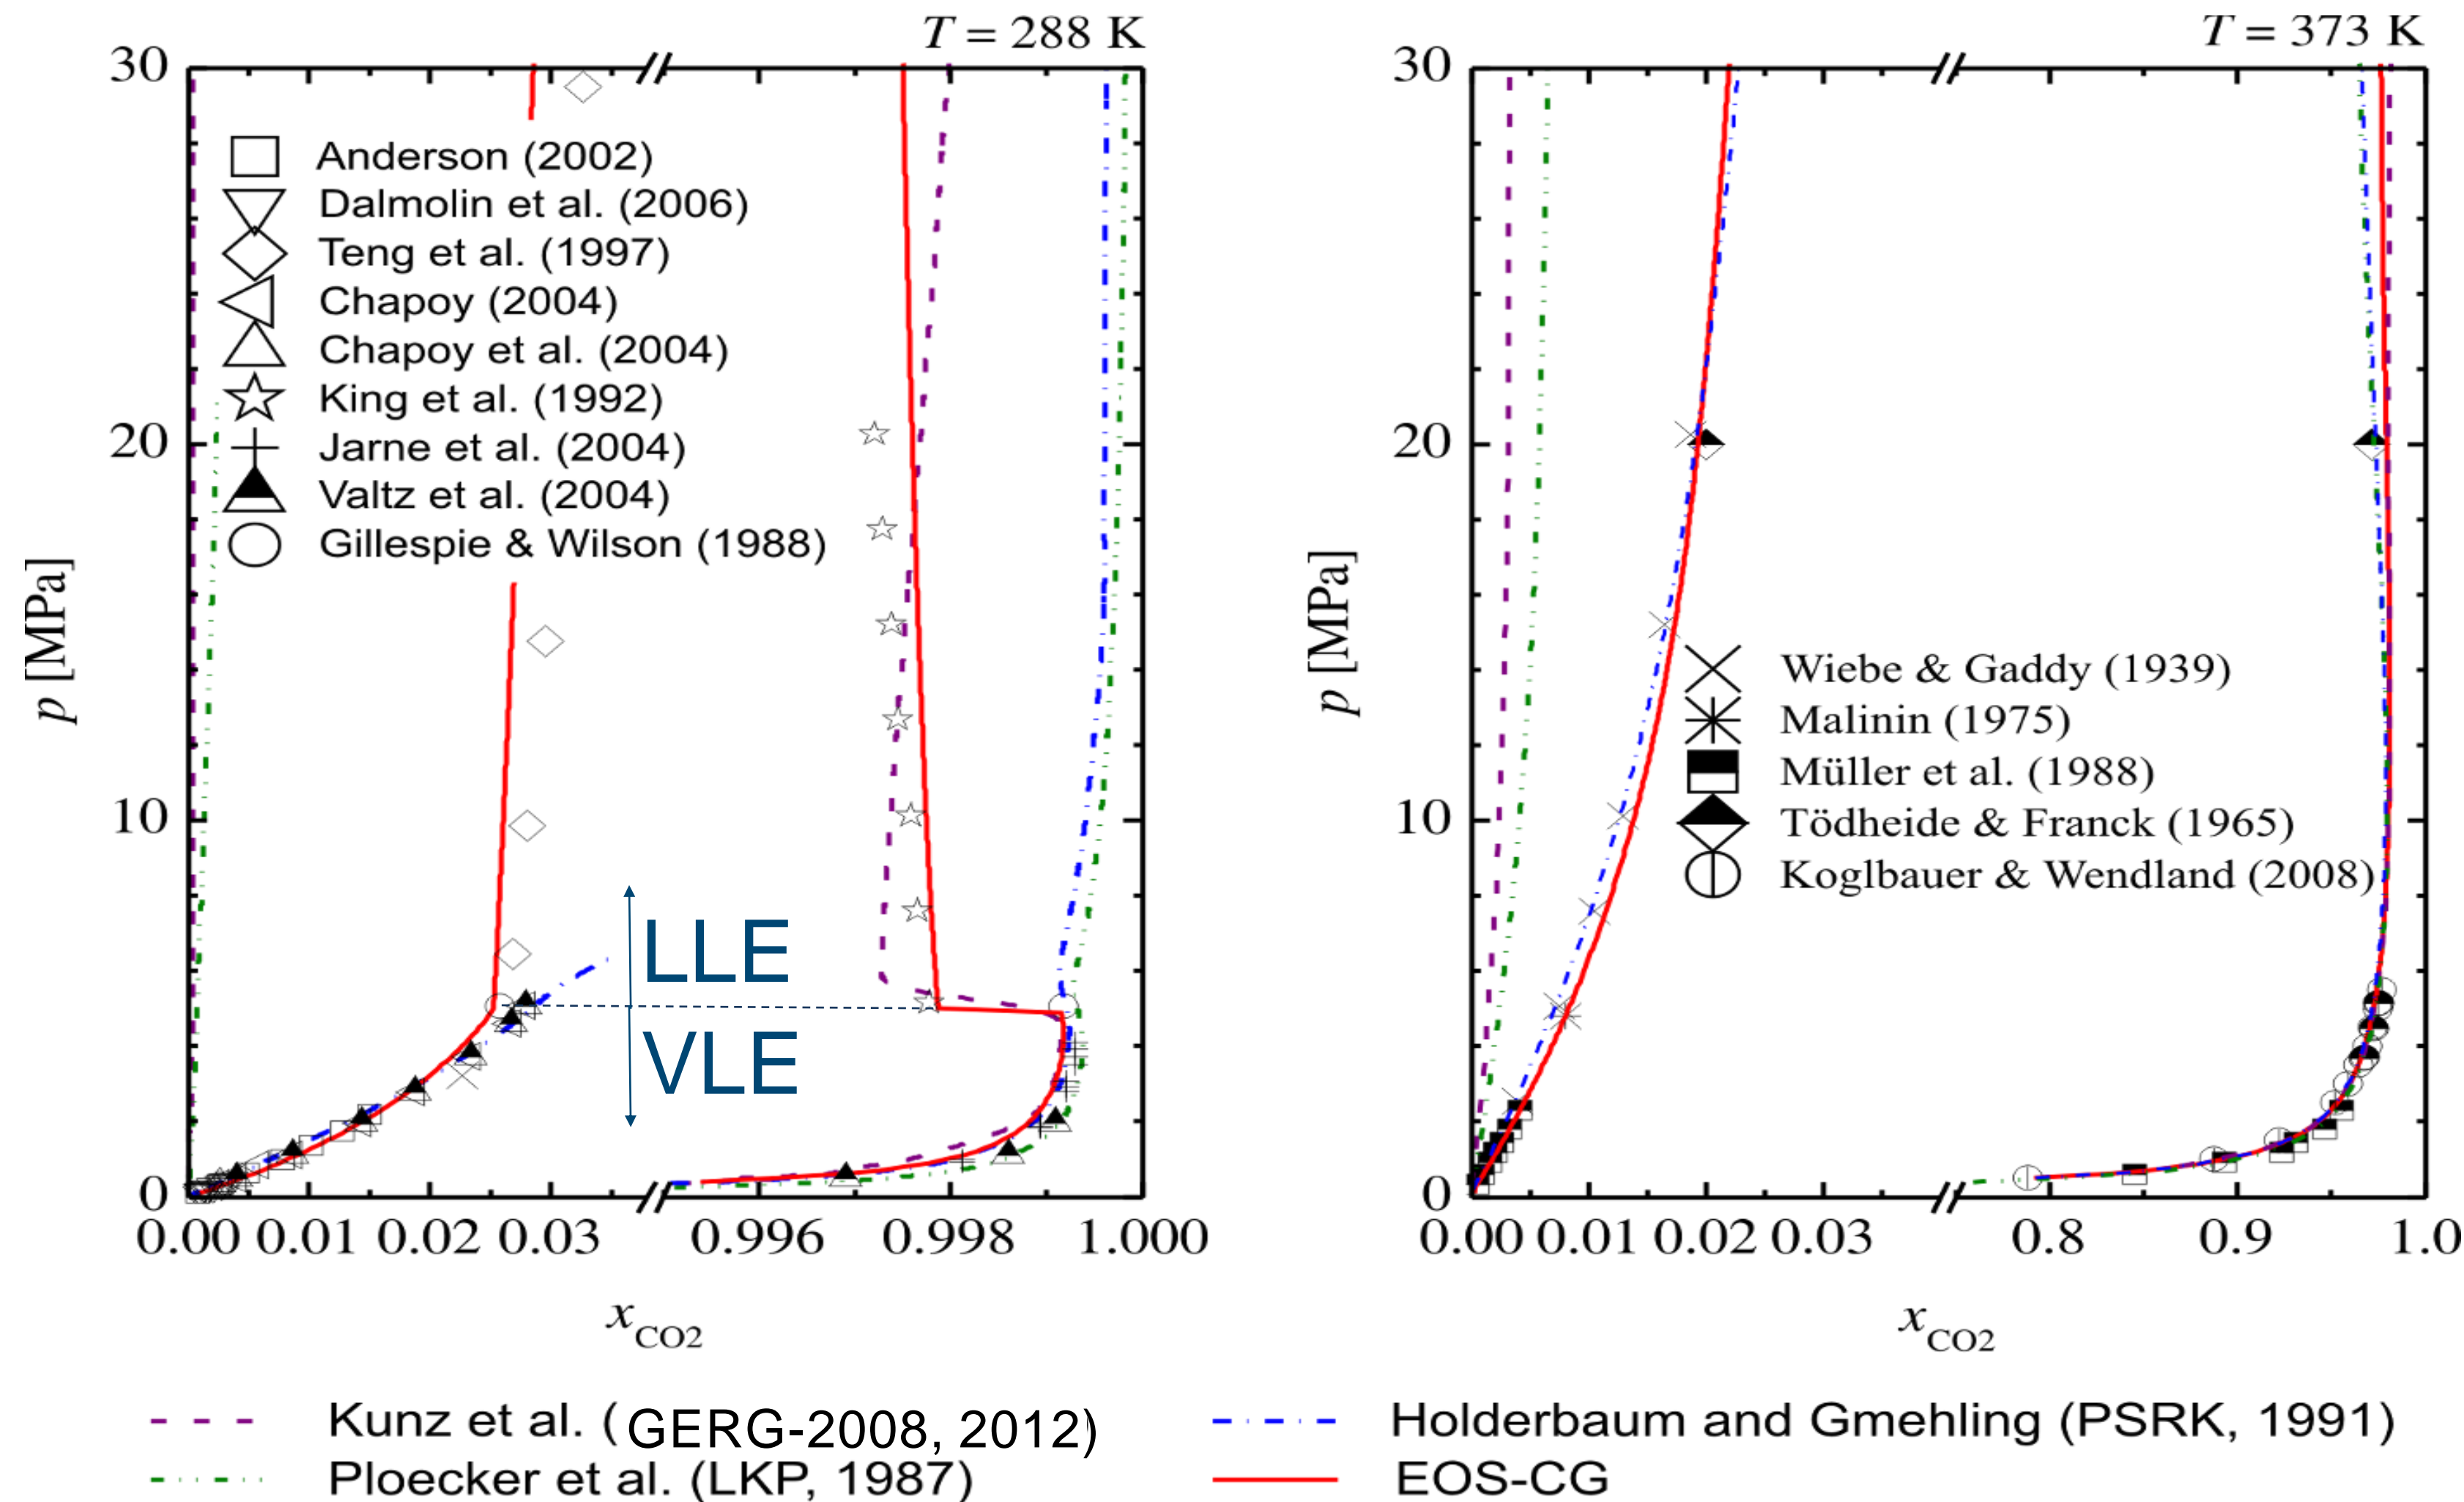 T = 288 K
30
20
10
0
p [MPa]
Anderson (2002)
Dalmolin et al. (2006)
Teng et al. (1997)
Chapoy (2004)
Chapoy et al. (2004)
King et al. (1992)
Jarne et al. (2004)
Valtz et al. (2004)
Gillespie & Wilson (1988)
LLE
VLE
0.00 0.01 0.02 0.03 0.996 0.998 1.000
xCO2
T = 373 K
30
20
10
0
p [MPa]
Wiebe & Gaddy (1939)
Malinin (1975)
Müller et al. (1988)
Tödheide & Franck (1965)
Koglbauer & Wendland (2008)
0.00 0.01 0.02 0.03 0.8 0.9 1.0
xCO2
Kunz et al. (GERG-2008, 2012)
Ploecker et al. (LKP, 1987)
Holderbaum and Gmehling (PSRK, 1991)
EOS-CG